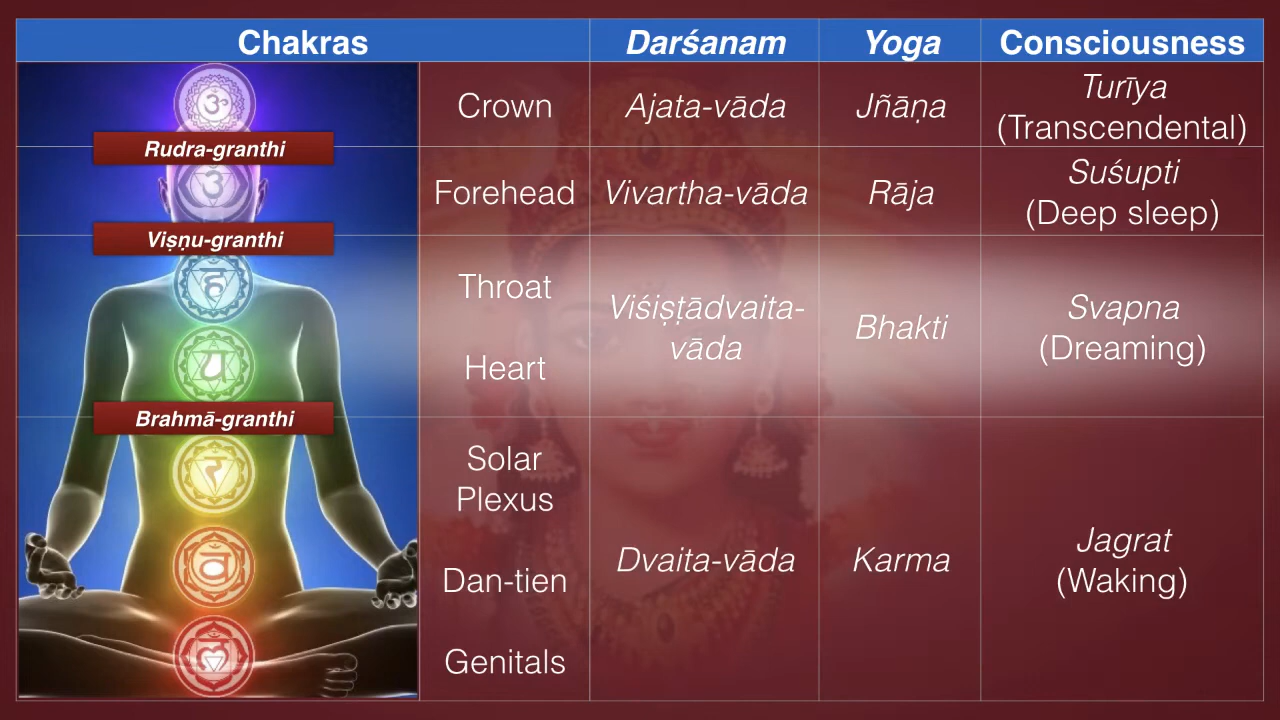 Chakras Darśanam Yoga Consciousness
ॐ
Crown Ajata-vāda Jñāṇa Turīya
(Transcendental)
Rudra-granthi
Forehead Vivartha-vāda Rāja Suśupti
(Deep sleep)
Viṣṇu-granthi
हं
Throat
Heart
Viśiṣṭādvaita-
vāda
Bhakti
Svapna
(Dreaming)
Brahmā-granthi
Solar
Plexus
Dan-tien
Genitals
Dvaita-vāda
Karma
Jagrat
(Waking)